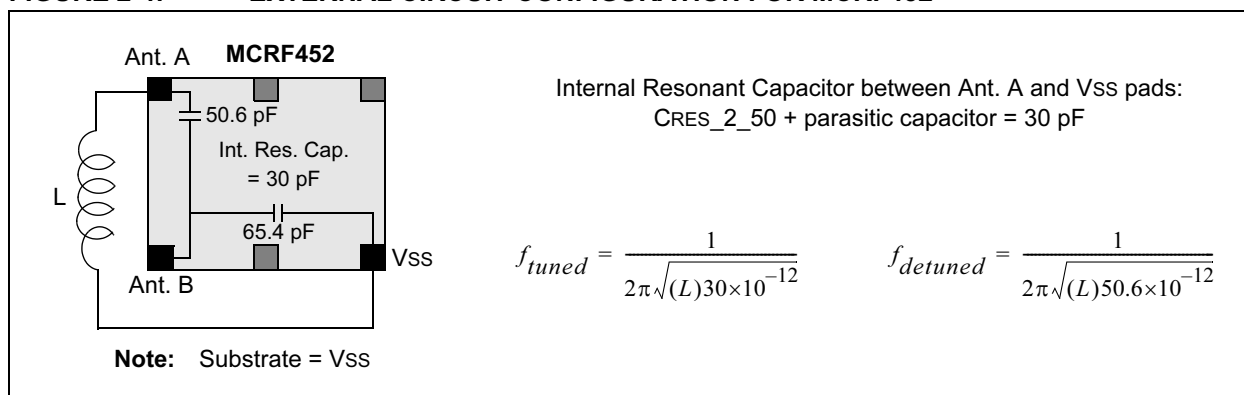 Ant. A MCRF452
50.6 pF
Int. Res. Cap.
= 30 pF
L
65.4 pF
VSS
Ant. B
Note: Substrate = VSS
Internal Resonant Capacitor between Ant. A and VSS pads:
CRES_2_50 + parasitic capacitor = 30 pF
f_tuned = 1 / 2π√(L)30×10^−12
f_detuned = 1 / 2π√(L)50.6×10^−12